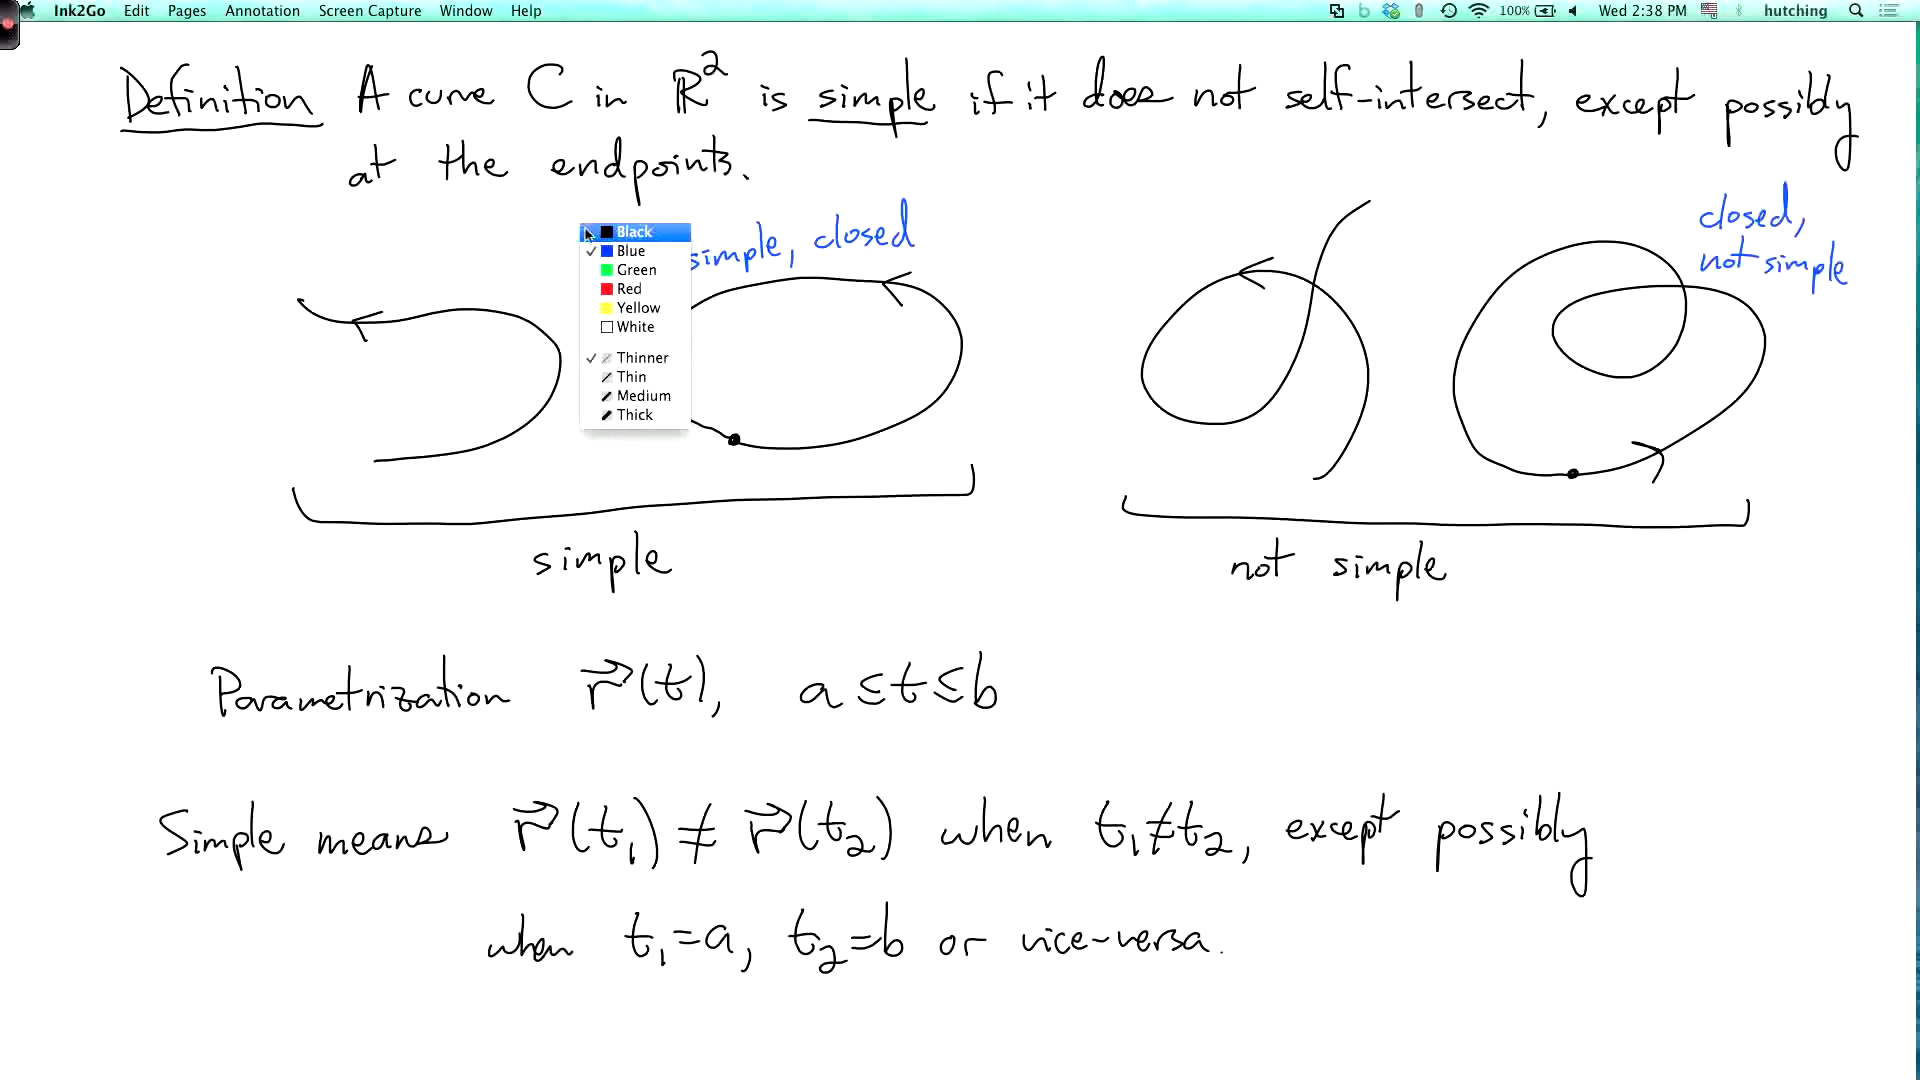 Ink2Go Edit Pages Annotation Screen Capture Window Help 100% Wed 2:38 PM hutching
Definition A curve C in ℝ² is simple if it does not self-intersect, except possibly
at the endpoints.
simple, closed
closed,
not simple
Black
Blue
Green
Red
Yellow
White
Thinner
Thin
Medium
Thick
simple
not simple
Parametrization r⃗(t), a ≤ t ≤ b
Simple means r⃗(t₁) ≠ r⃗(t₂) when t₁≠t₂, except possibly
when t₁=a, t₂=b or vice-versa.